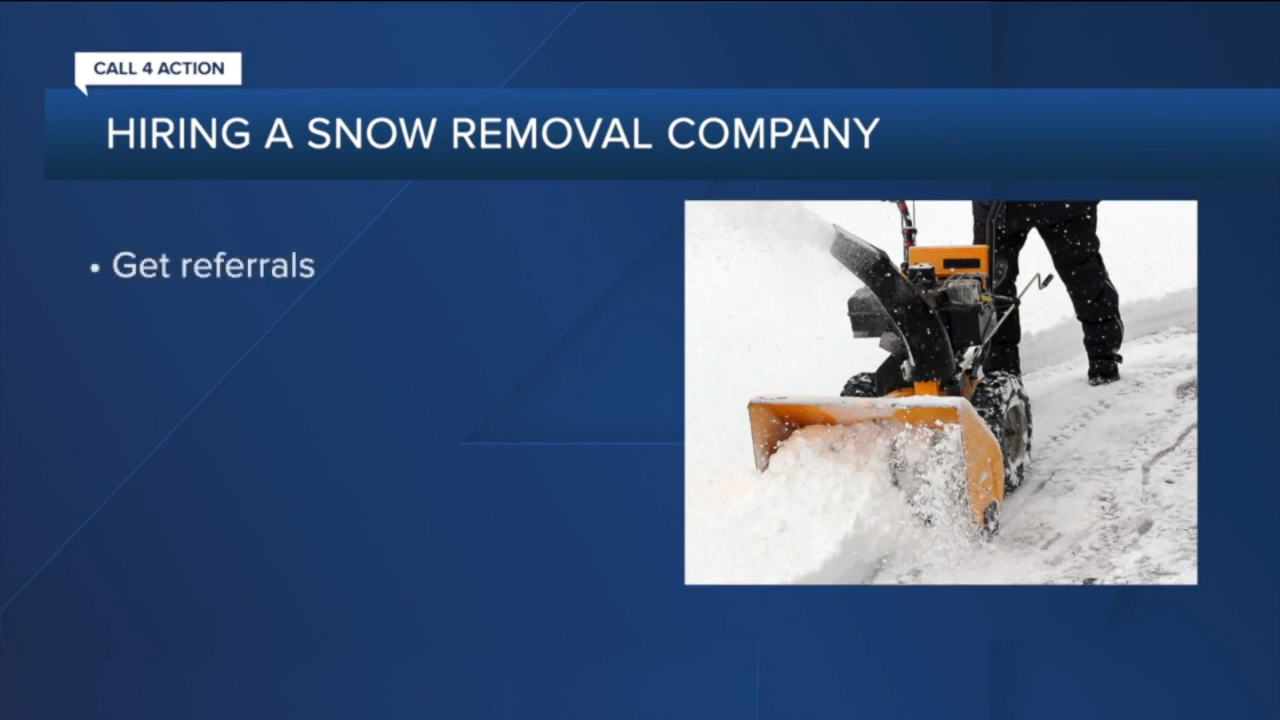 CALL 4 ACTION
HIRING A SNOW REMOVAL COMPANY
• Get referrals